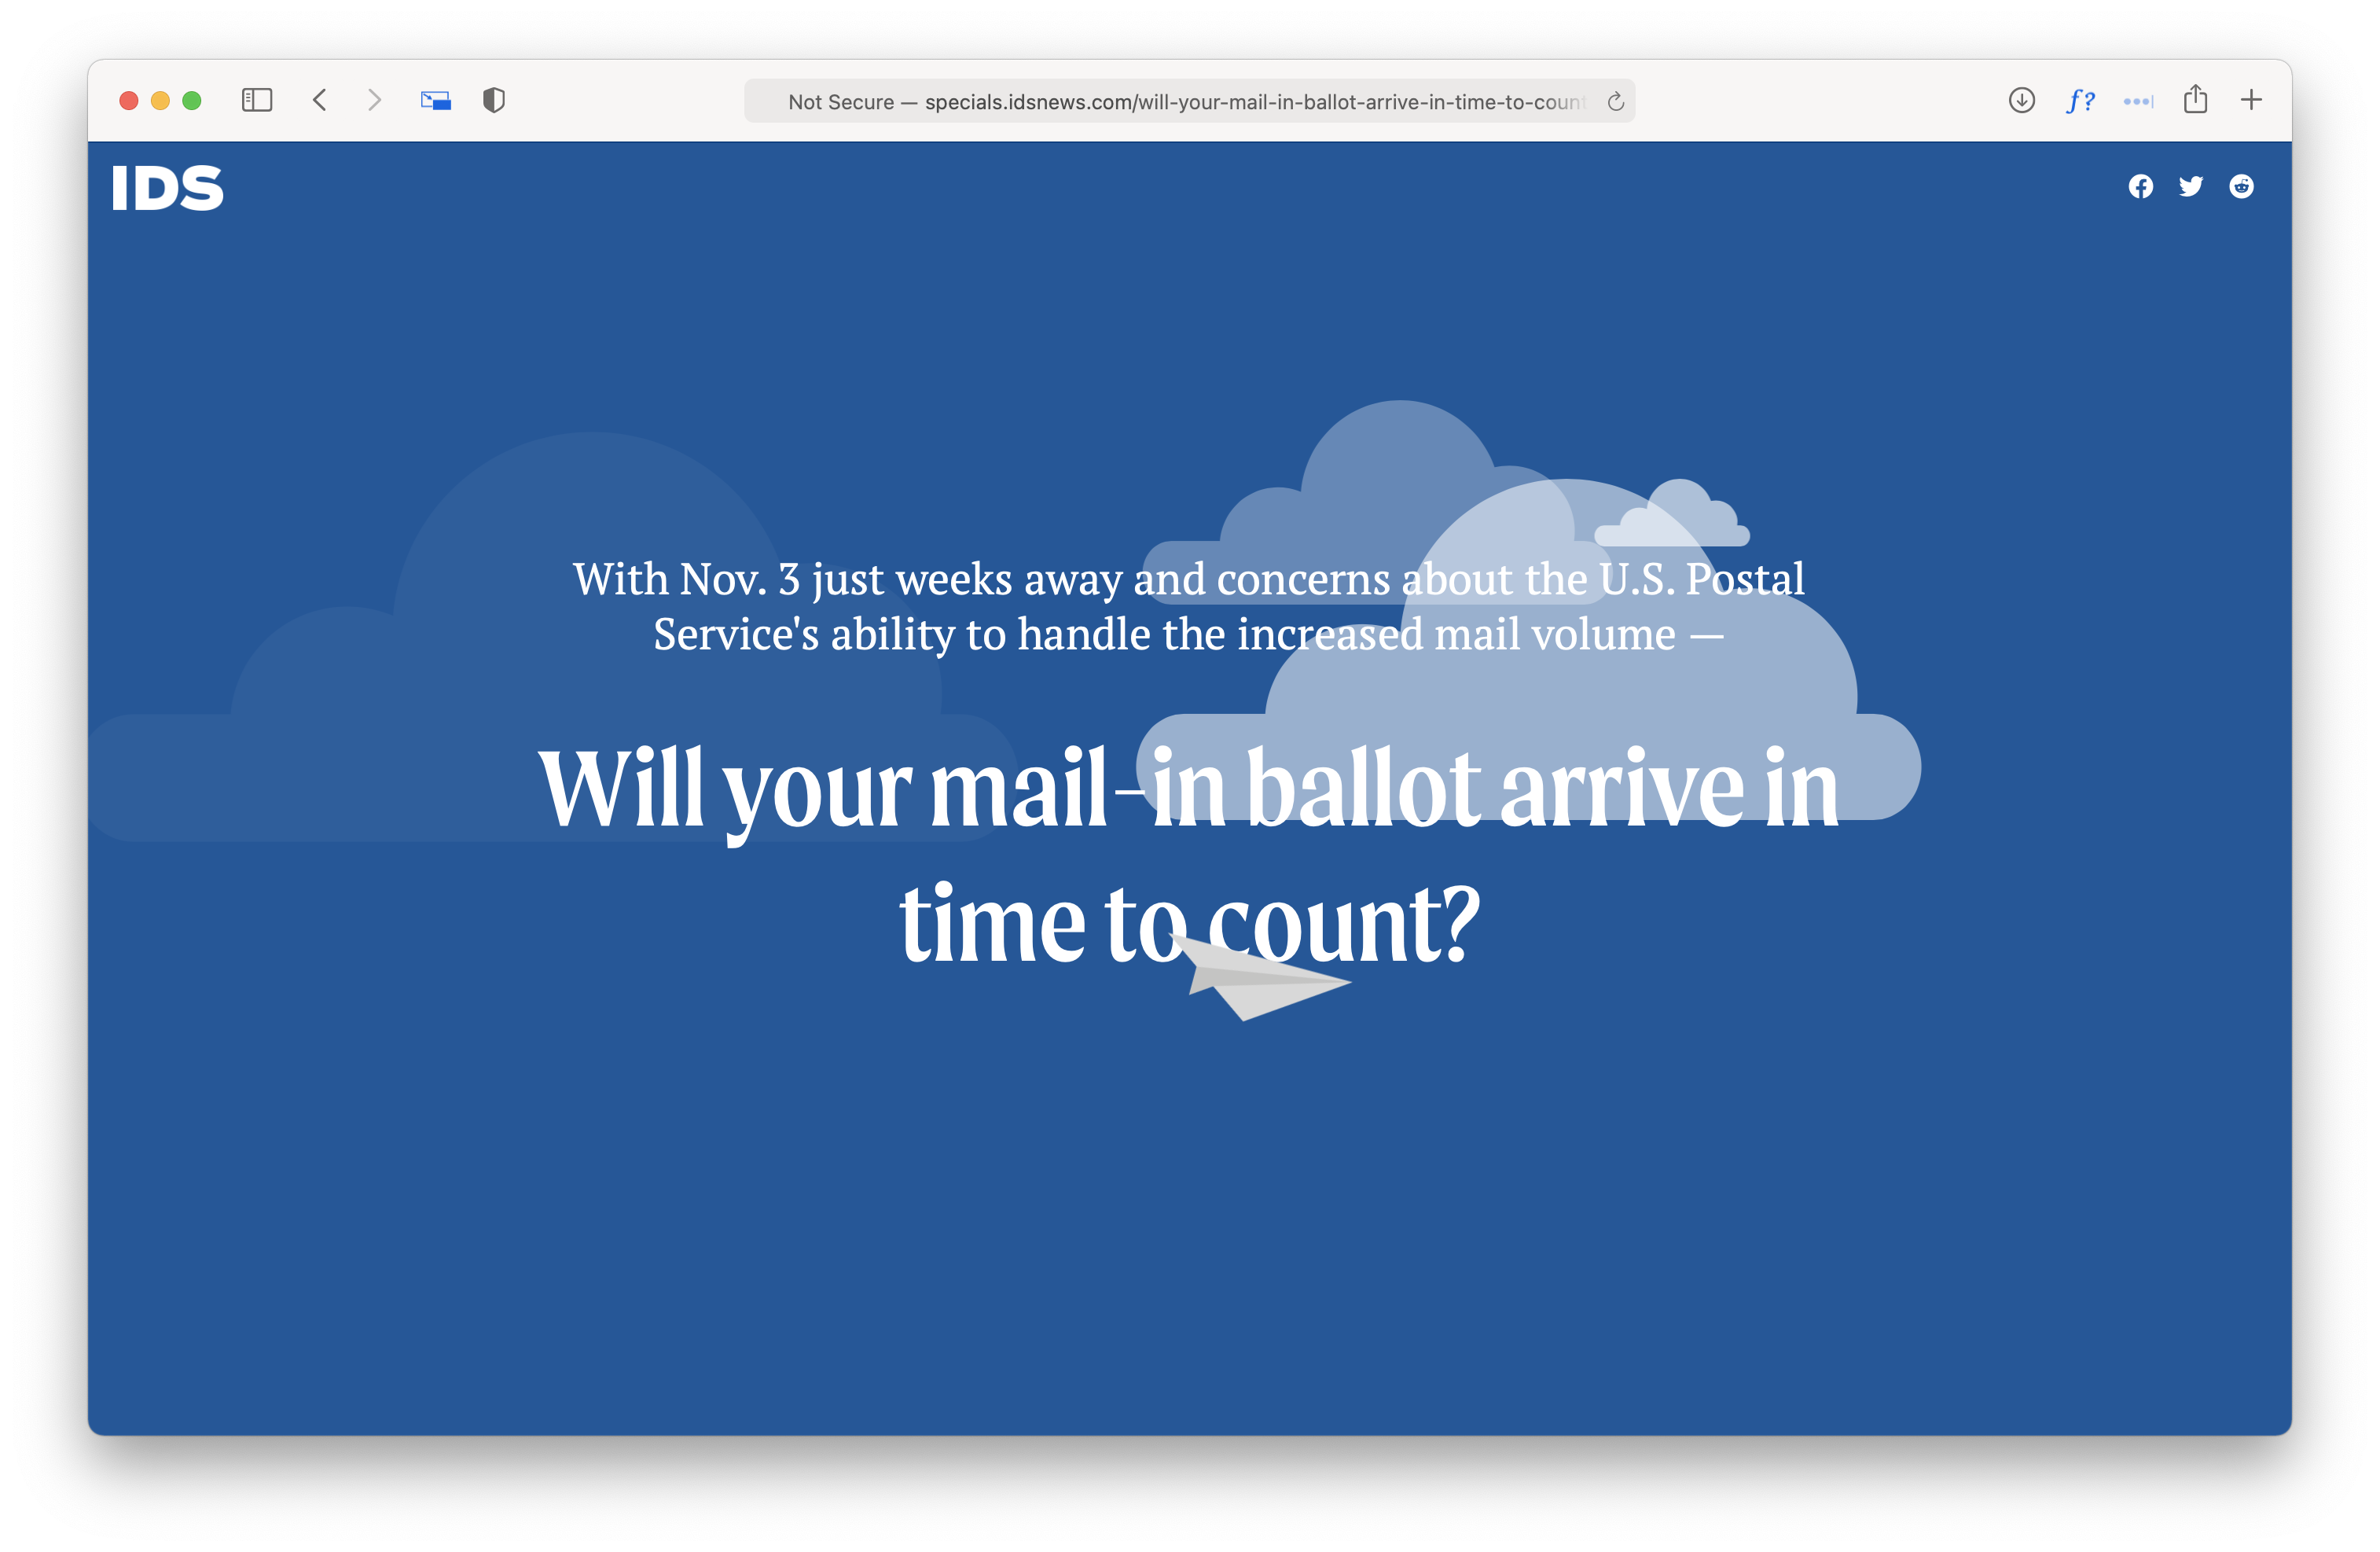 Not Secure — specials.idsnews.com/will-your-mail-in-ballot-arrive-in-time-to-count
f?
IDS
With Nov. 3 just weeks away and concerns about the U.S. Postal
Service's ability to handle the increased mail volume —
Will your mail-in ballot arrive in
time to count?